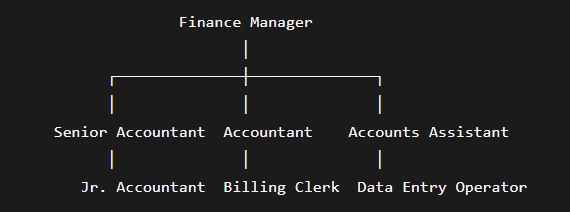 Finance Manager
Senior Accountant Accountant Accounts Assistant
Jr. Accountant Billing Clerk Data Entry Operator